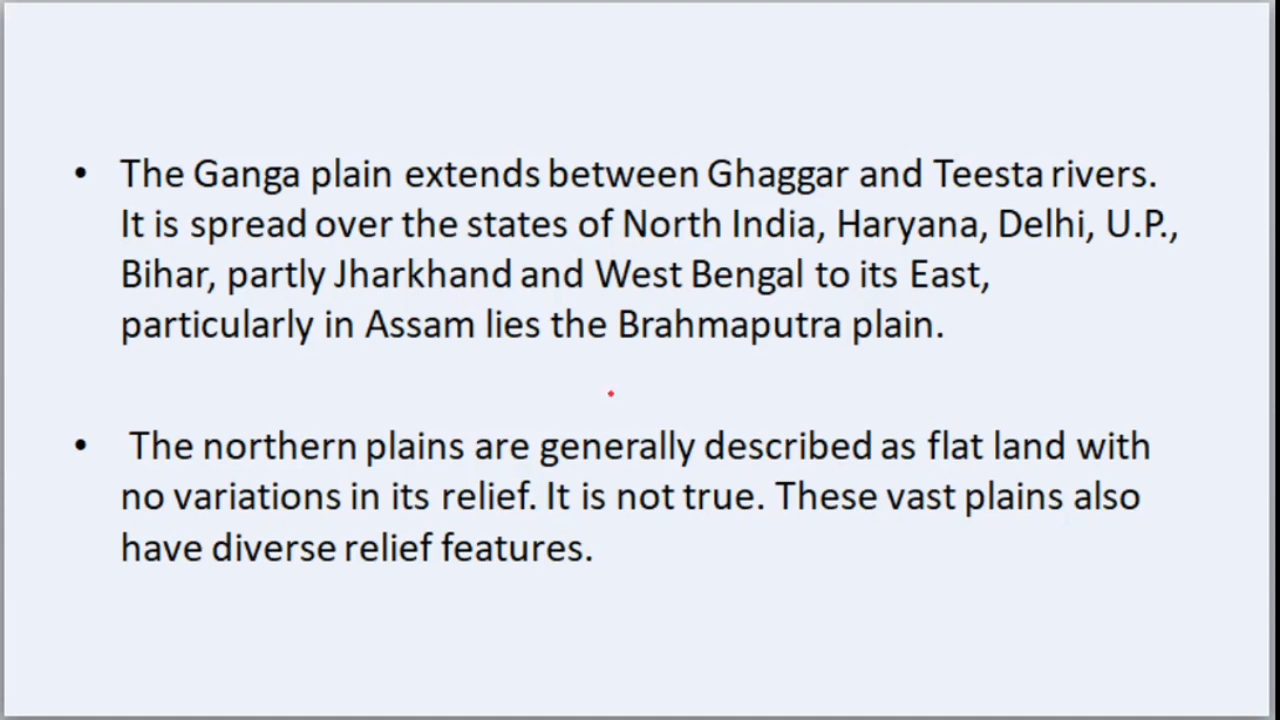 • The Ganga plain extends between Ghaggar and Teesta rivers.
It is spread over the states of North India, Haryana, Delhi, U.P.,
Bihar, partly Jharkhand and West Bengal to its East,
particularly in Assam lies the Brahmaputra plain.
• The northern plains are generally described as flat land with
no variations in its relief. It is not true. These vast plains also
have diverse relief features.